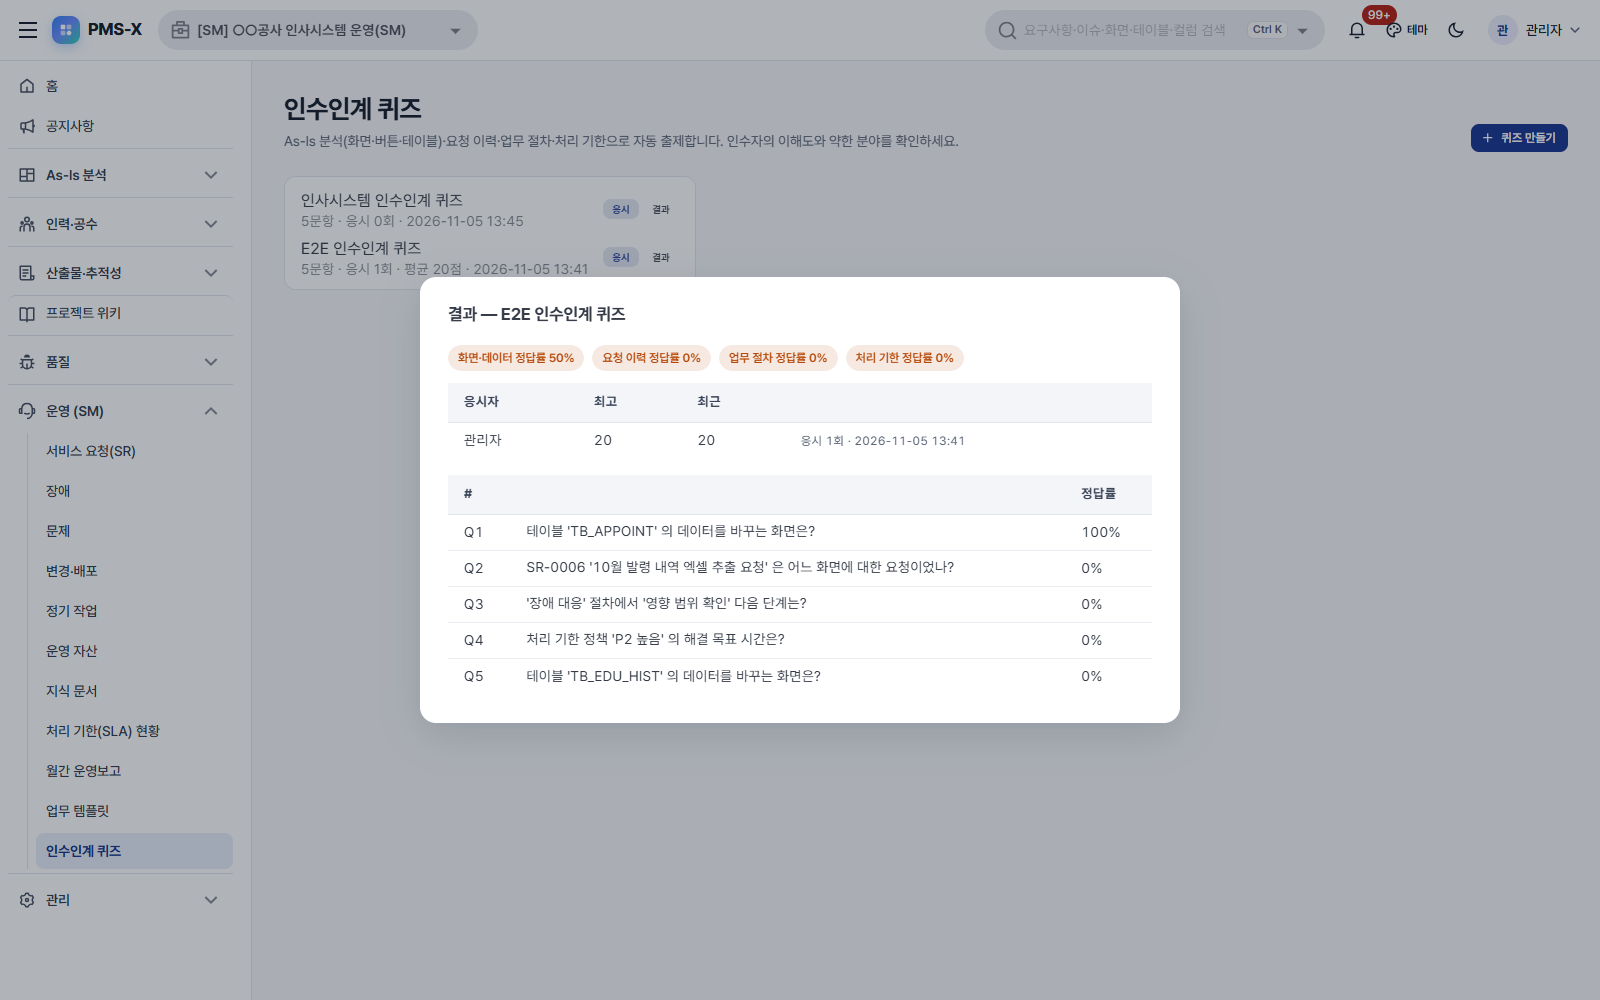 PMS-X
[SM] 〇〇공사 인사시스템 운영(SM)
요구사항·이슈·화면·테이블·컬럼 검색
Ctrl K
99+
테마
관
관리자
홈
공지사항
As-Is 분석
인력·공수
산출물·추적성
프로젝트 위키
품질
운영 (SM)
서비스 요청(SR)
장애
문제
변경·배포
정기 작업
운영 자산
지식 문서
처리 기한(SLA) 현황
월간 운영보고
업무 템플릿
인수인계 퀴즈
관리
인수인계 퀴즈
As-Is 분석(화면·버튼·테이블)·요청 이력·업무 절차·처리 기한으로 자동 출제합니다. 인수자의 이해도와 약한 분야를 확인하세요.
+ 퀴즈 만들기
인사시스템 인수인계 퀴즈
5문항 · 응시 0회 · 2026-11-05 13:45
응시
결과
E2E 인수인계 퀴즈
5문항 · 응시 1회 · 평균 20점 · 2026-11-05 13:41
응시
결과
결과 — E2E 인수인계 퀴즈
화면·데이터 정답률 50%
요청 이력 정답률 0%
업무 절차 정답률 0%
처리 기한 정답률 0%
응시자 최고 최근
관리자 20 20 응시 1회 · 2026-11-05 13:41
# 정답률
Q1 테이블 'TB_APPOINT' 의 데이터를 바꾸는 화면은? 100%
Q2 SR-0006 '10월 발령 내역 엑셀 추출 요청' 은 어느 화면에 대한 요청이었나? 0%
Q3 '장애 대응' 절차에서 '영향 범위 확인' 다음 단계는? 0%
Q4 처리 기한 정책 'P2 높음' 의 해결 목표 시간은? 0%
Q5 테이블 'TB_EDU_HIST' 의 데이터를 바꾸는 화면은? 0%